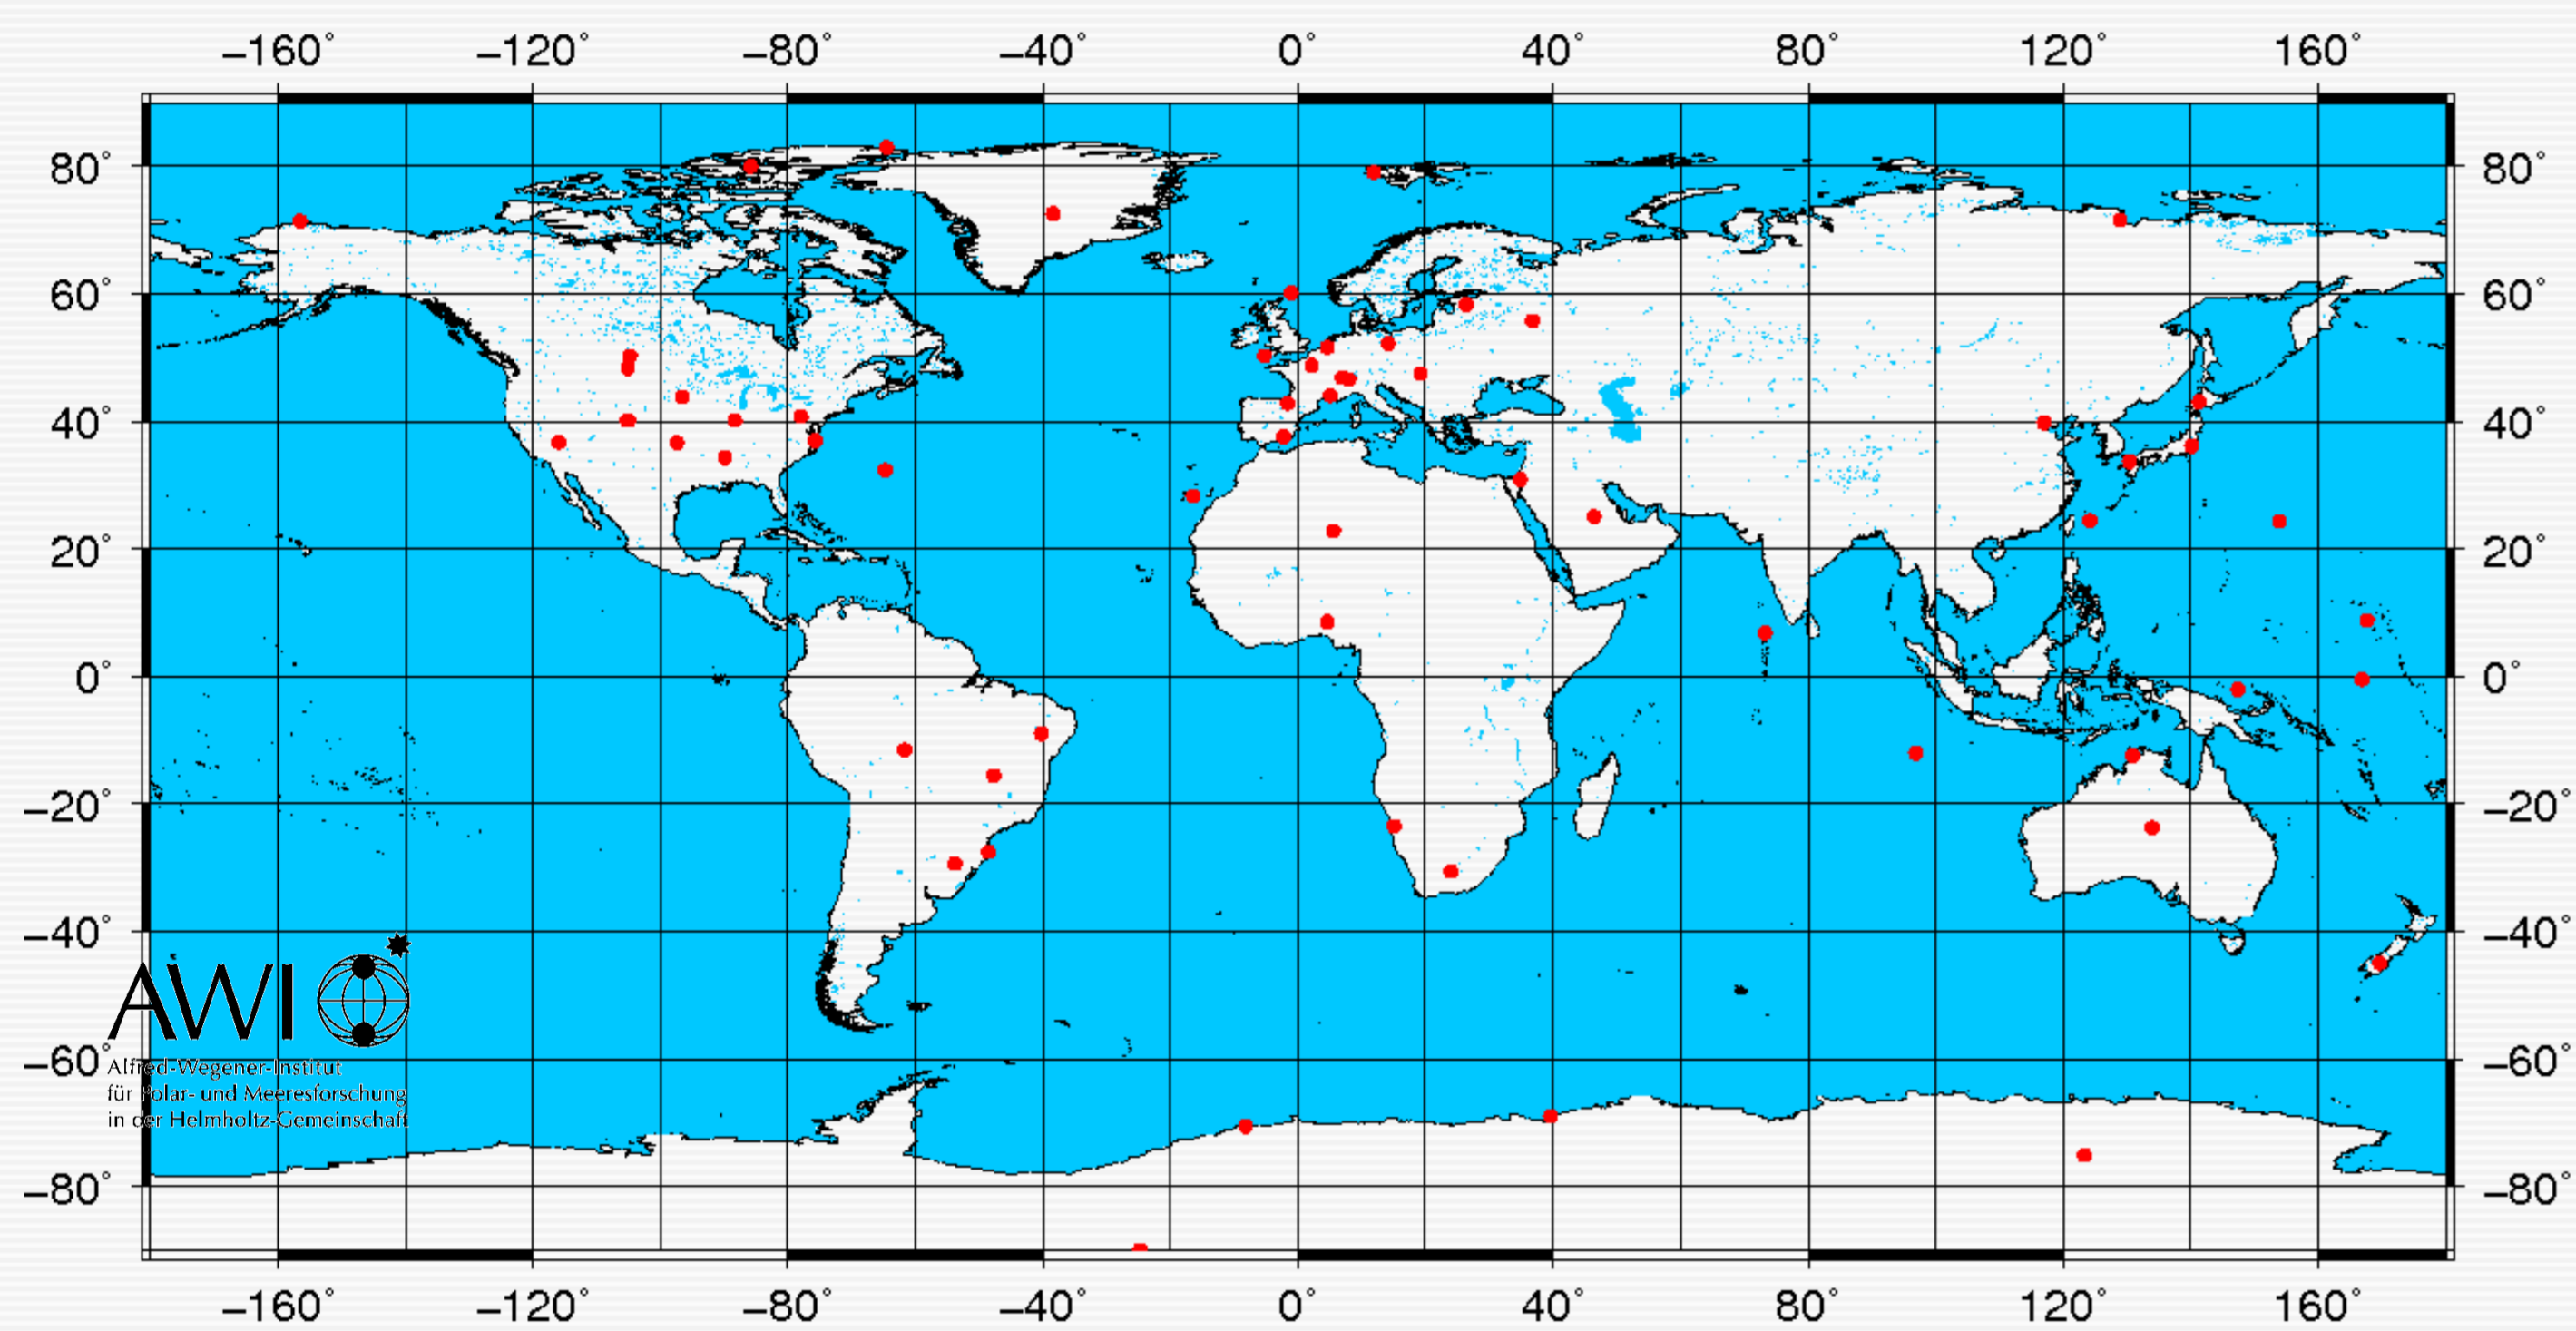 −160° −120° −80° −40° 0° 40° 80° 120° 160°
80° 80°
60° 60°
40° 40°
20° 20°
0° 0°
−20° −20°
−40° −40°
AWI
−60° −60°
Alfred-Wegener-Institut
für Polar- und Meeresforschung
in der Helmholtz-Gemeinschaft
−80° −80°
−160° −120° −80° −40° 0° 40° 80° 120° 160°